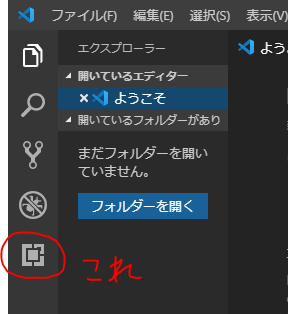 ファイル(F) 編集(E) 選択(S) 表示(V)
エクスプローラー
ようこ
開いているエディター
ようこそ
開いているフォルダーがあり
まだフォルダーを開い
ていません。
フォルダーを開く
これ